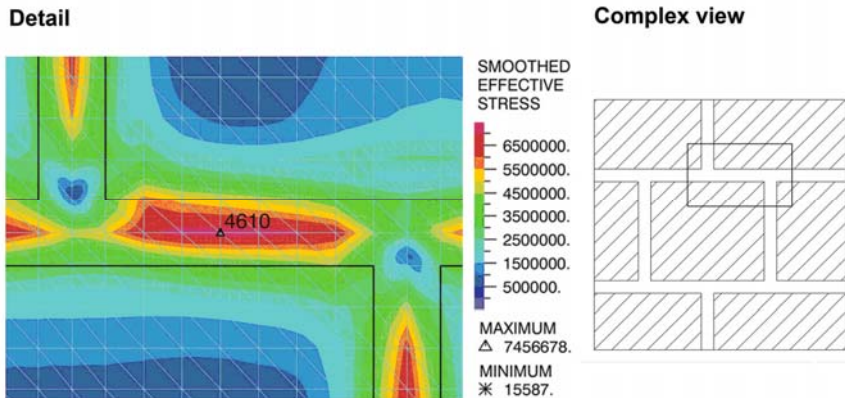 Detail
Complex view
4610
SMOOTHED
EFFECTIVE
STRESS
6500000.
5500000.
4500000.
3500000.
2500000.
1500000.
500000.
MAXIMUM
△ 7456678.
MINIMUM
✳ 15587.